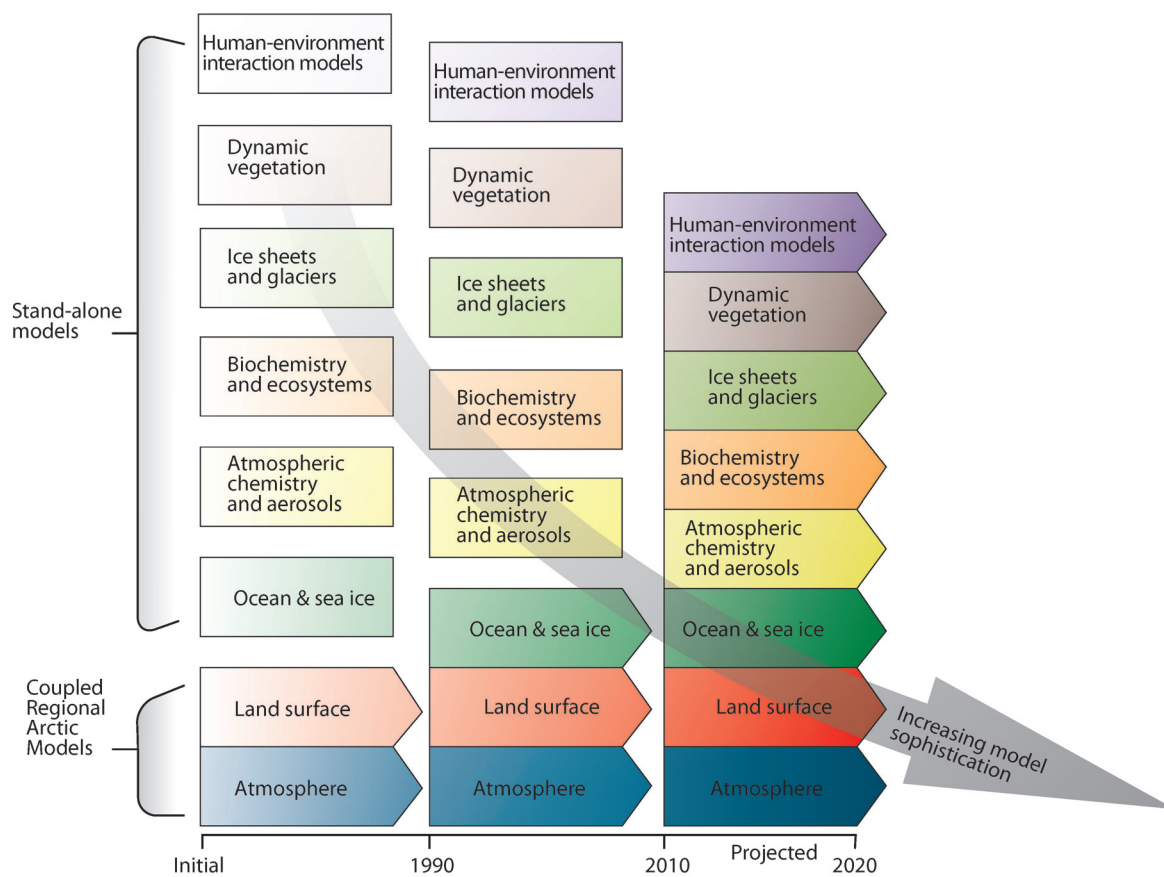 Human-environment
interaction models
Dynamic
vegetation
Ice sheets
and glaciers
Biochemistry
and ecosystems
Atmospheric
chemistry
and aerosols
Ocean & sea ice
Land surface
Atmosphere
Human-environment
interaction models
Dynamic
vegetation
Ice sheets
and glaciers
Biochemistry
and ecosystems
Atmospheric
chemistry
and aerosols
Ocean & sea ice
Land surface
Atmosphere
Human-environment
interaction models
Dynamic
vegetation
Ice sheets
and glaciers
Biochemistry
and ecosystems
Atmospheric
chemistry
and aerosols
Ocean & sea ice
Land surface
Atmosphere
Stand-alone
models
Coupled
Regional
Arctic
Models
Increasing model
sophistication
Initial
1990
2010
Projected
2020